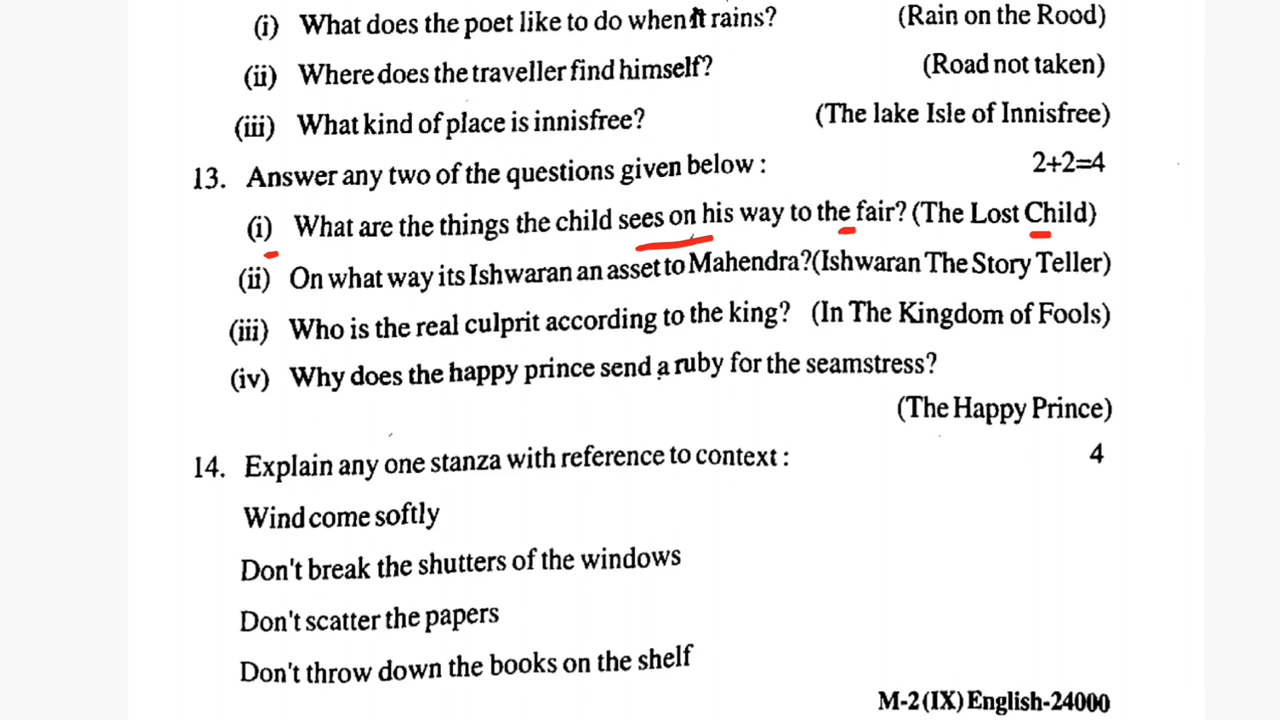 (i) What does the poet like to do when it rains? (Rain on the Rood)
(ii) Where does the traveller find himself? (Road not taken)
(iii) What kind of place is innisfree? (The lake Isle of Innisfree)
13. Answer any two of the questions given below : 2+2=4
(i) What are the things the child sees on his way to the fair? (The Lost Child)
(ii) On what way its Ishwaran an asset to Mahendra?(Ishwaran The Story Teller)
(iii) Who is the real culprit according to the king? (In The Kingdom of Fools)
(iv) Why does the happy prince send a ruby for the seamstress?
(The Happy Prince)
14. Explain any one stanza with reference to context : 4
Wind come softly
Don't break the shutters of the windows
Don't scatter the papers
Don't throw down the books on the shelf
M-2 (IX) English-24000